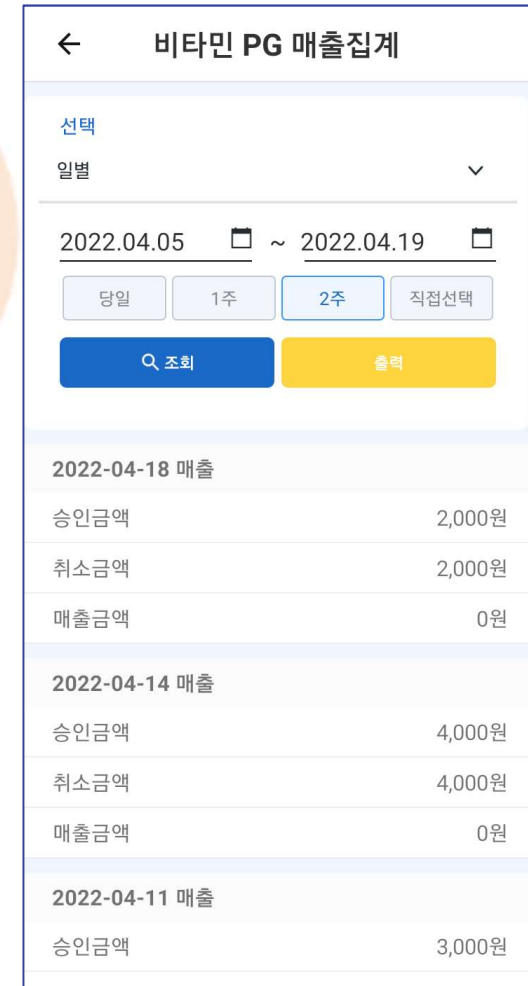 비타민 PG 매출집계
선택
일별
2022.04.05 ~ 2022.04.19
당일 1주 2주 직접선택
조회 출력
2022-04-18 매출
승인금액 2,000원
취소금액 2,000원
매출금액 0원
2022-04-14 매출
승인금액 4,000원
취소금액 4,000원
매출금액 0원
2022-04-11 매출
승인금액 3,000원